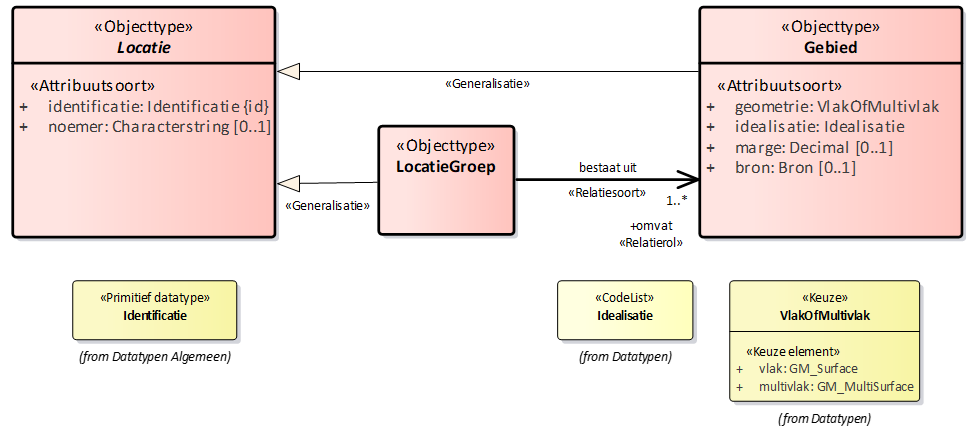 «Objecttype»
Locatie
«Attribuutsoort»
+ identificatie: Identificatie {id}
+ noemer: Characterstring [0..1]
«Objecttype»
Gebied
«Attribuutsoort»
+ geometrie: VlakOfMultivlak
+ idealisatie: Idealisatie
+ marge: Decimal [0..1]
+ bron: Bron [0..1]
«Generalisatie»
«Objecttype»
LocatieGroep
«Generalisatie»
bestaat uit
«Relatiesoort»
1..*
+omvat
«Relatierol»
«Primitief datatype»
Identificatie
(from Datatypen Algemeen)
«CodeList»
Idealisatie
(from Datatypen)
«Keuze»
VlakOfMultivlak
«Keuze element»
+ vlak: GM_Surface
+ multivlak: GM_MultiSurface
(from Datatypen)